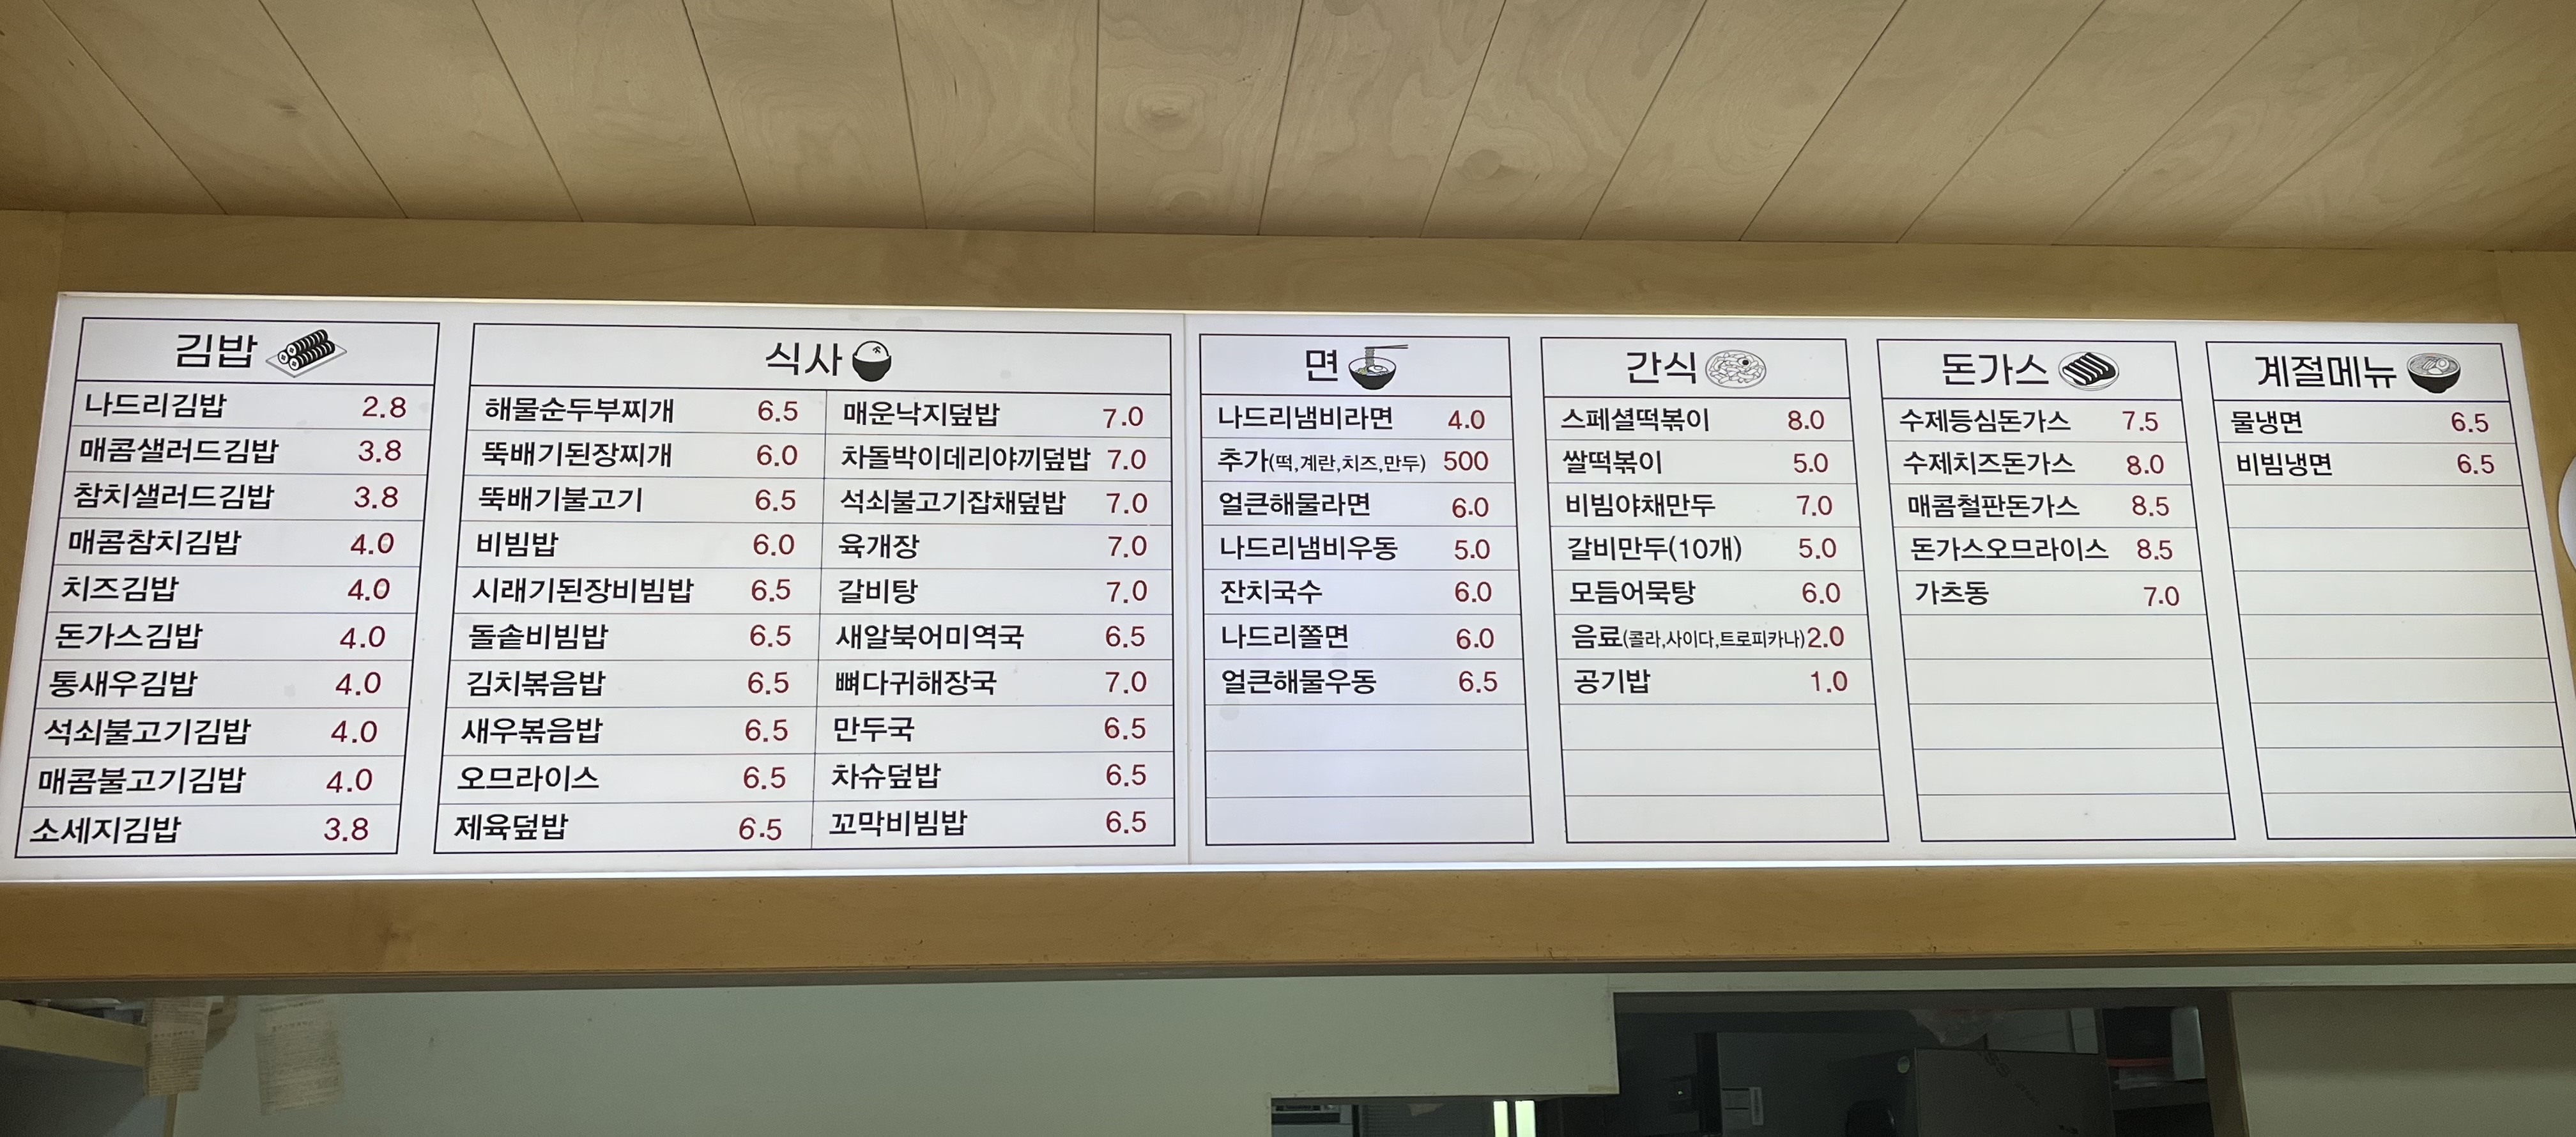 김밥
나드리김밥 2.8
매콤샐러드김밥 3.8
참치샐러드김밥 3.8
매콤참치김밥 4.0
치즈김밥 4.0
돈가스김밥 4.0
통새우김밥 4.0
석쇠불고기김밥 4.0
매콤불고기김밥 4.0
소세지김밥 3.8
식사
해물순두부찌개 6.5
뚝배기된장찌개 6.0
뚝배기불고기 6.5
비빔밥 6.0
시래기된장비빔밥 6.5
돌솥비빔밥 6.5
김치볶음밥 6.5
새우볶음밥 6.5
오므라이스 6.5
제육덮밥 6.5
매운낙지덮밥 7.0
차돌박이데리야끼덮밥 7.0
석쇠불고기잡채덮밥 7.0
육개장 7.0
갈비탕 7.0
새알북어미역국 6.5
뼈다귀해장국 7.0
만두국 6.5
차슈덮밥 6.5
꼬막비빔밥 6.5
면
나드리냄비라면 4.0
추가(떡,계란,치즈,만두) 500
얼큰해물라면 6.0
나드리냄비우동 5.0
잔치국수 6.0
나드리쫄면 6.0
얼큰해물우동 6.5
간식
스페셜떡볶이 8.0
쌀떡볶이 5.0
비빔야채만두 7.0
갈비만두(10개) 5.0
모듬어묵탕 6.0
음료(콜라,사이다,트로피카나) 2.0
공기밥 1.0
돈가스
수제등심돈가스 7.5
수제치즈돈가스 8.0
매콤철판돈가스 8.5
돈가스오므라이스 8.5
가츠동 7.0
계절메뉴
물냉면 6.5
비빔냉면 6.5